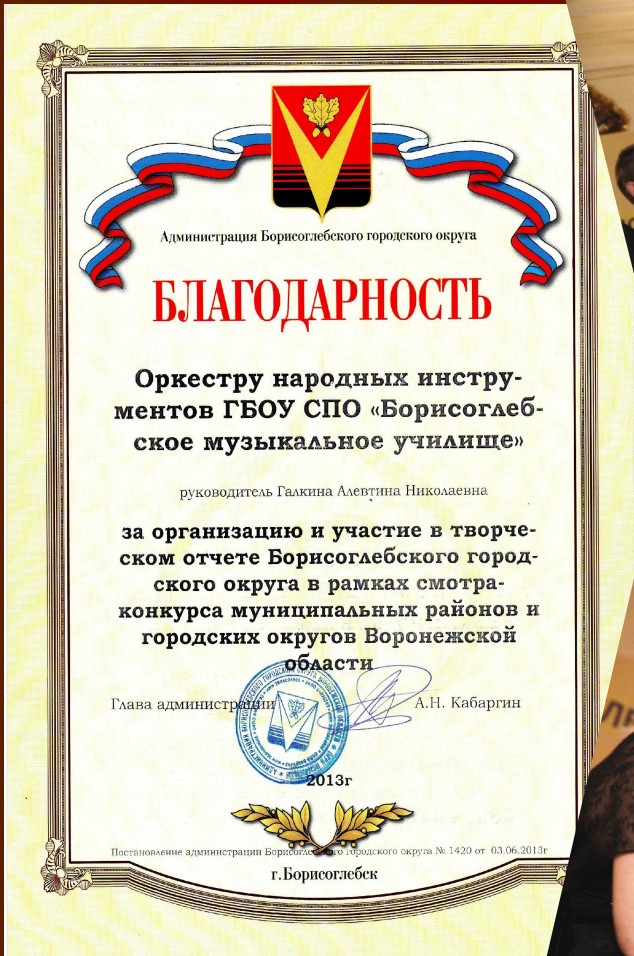 Администрация Борисоглебского городского округа
БЛАГОДАРНОСТЬ
Оркестру народных инстру-
ментов ГБОУ СПО «Борисоглеб-
ское музыкальное училище»
руководитель Галкина Алевтина Николаевна
за организацию и участие в творче-
ском отчете Борисоглебского город-
ского округа в рамках смотра-
конкурса муниципальных районов и
городских округов Воронежской
области
Глава администрации А.Н. Кабаргин
2013г
Постановление администрации Борисоглебского городского округа № 1420 от 03.06.2013г
г.Борисоглебск